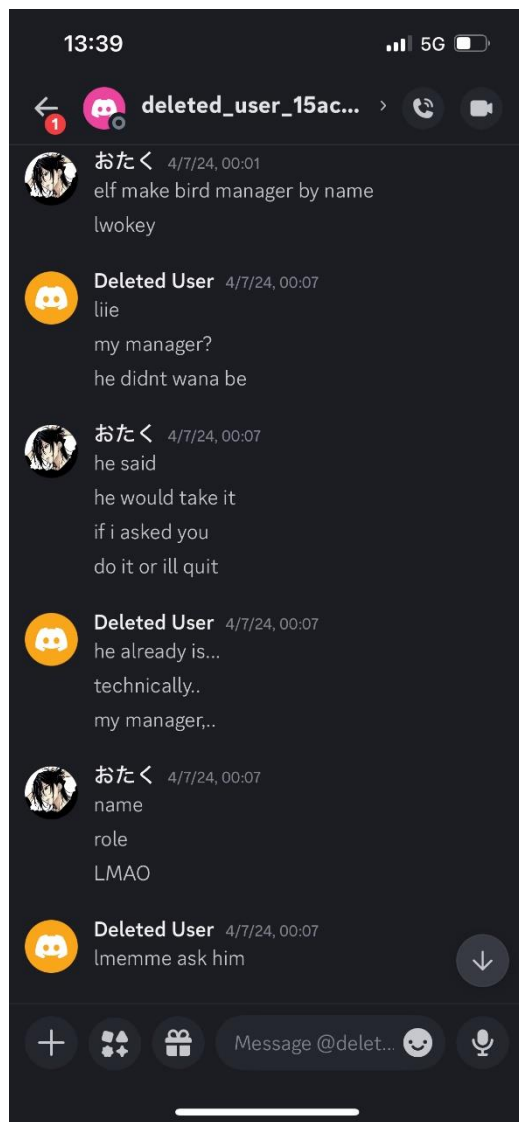 13:39
5G
1
deleted_user_15ac...
おたく 4/7/24, 00:01
elf make bird manager by name
lwokey
Deleted User 4/7/24, 00:07
liie
my manager?
he didnt wana be
おたく 4/7/24, 00:07
he said
he would take it
if i asked you
do it or ill quit
Deleted User 4/7/24, 00:07
he already is...
technically..
my manager,..
おたく 4/7/24, 00:07
name
role
LMAO
Deleted User 4/7/24, 00:07
lmemme ask him
Message @delet...